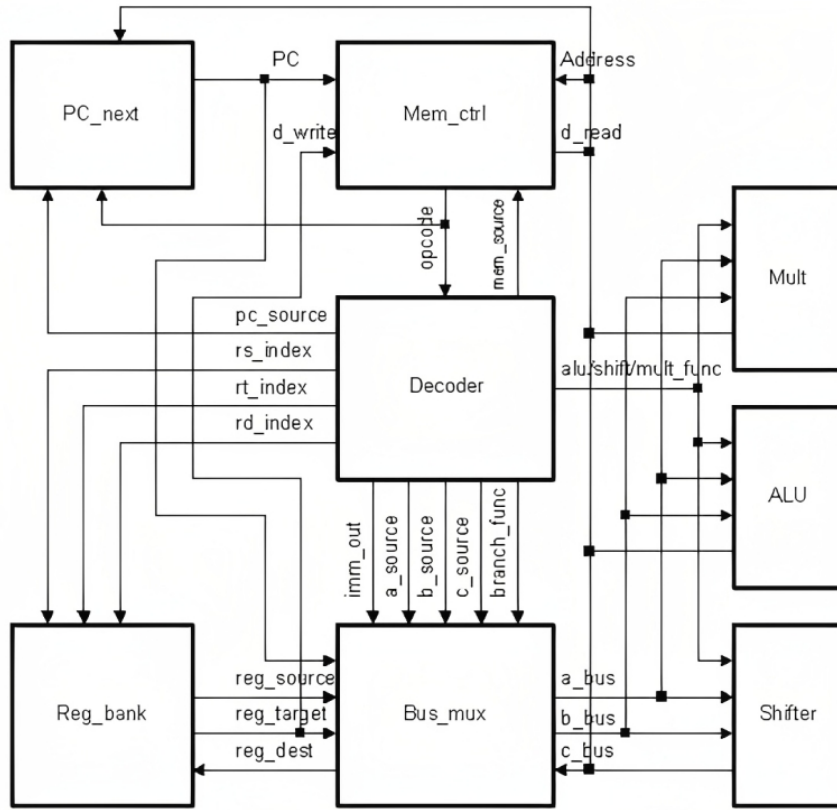 PC
Address
PC_next
Mem_ctrl
d_write
d_read
opcode
mem_source
Mult
pc_source
rs_index
Decoder
alu/shift/mult_func
rt_index
rd_index
ALU
imm_out
a_source
b_source
c_source
branch_func
reg_source
a_bus
Reg_bank
reg_target
Bus_mux
b_bus
Shifter
reg_dest
c_bus